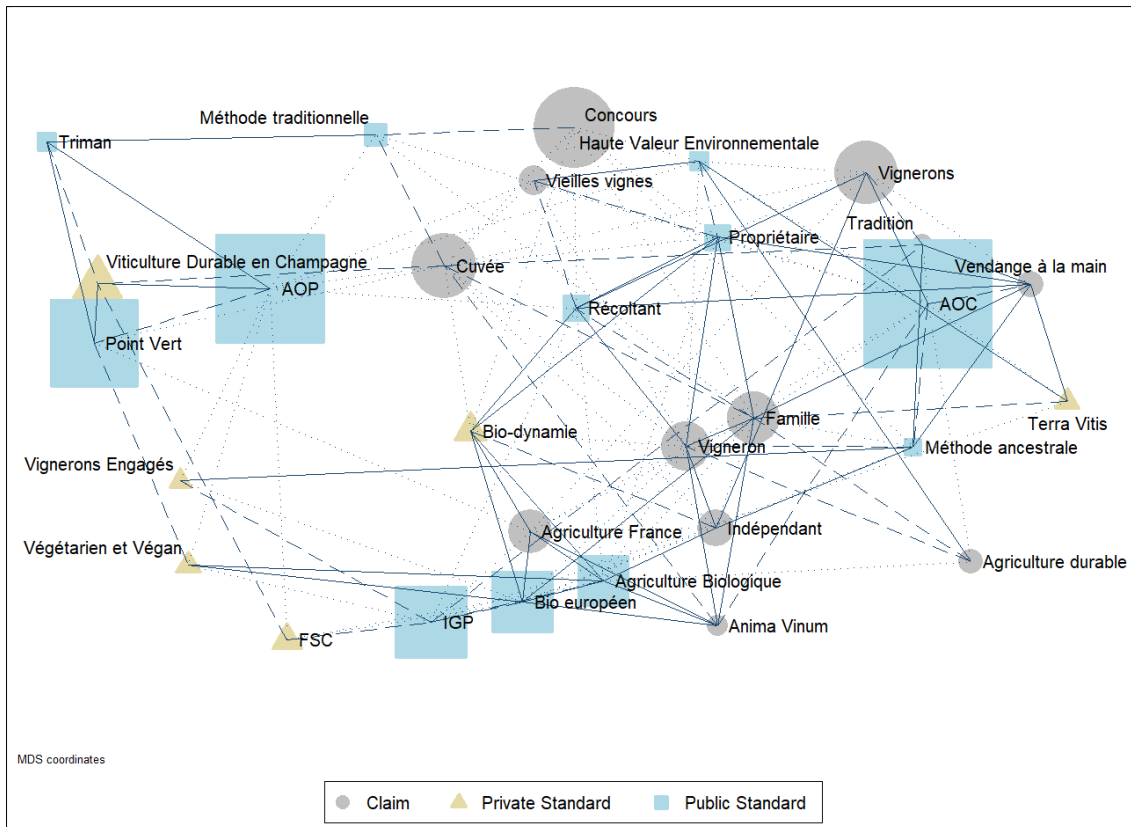 Concours
Méthode traditionnelle
Triman
Haute Valeur Environnementale
Vieilles vignes
Vignerons
Tradition
Propriétaire
Viticulture Durable en Champagne
Cuvée
Vendange à la main
AOP
AOC
Récoltant
Point Vert
Famille
Terra Vitis
Bio-dynamie
Vigneron
Méthode ancestrale
Vignerons Engagés
Agriculture France
Indépendant
Végétarien et Végan
Agriculture durable
Agriculture Biologique
Bio européen
IGP
Anima Vinum
FSC
MDS coordinates
Claim
Private Standard
Public Standard